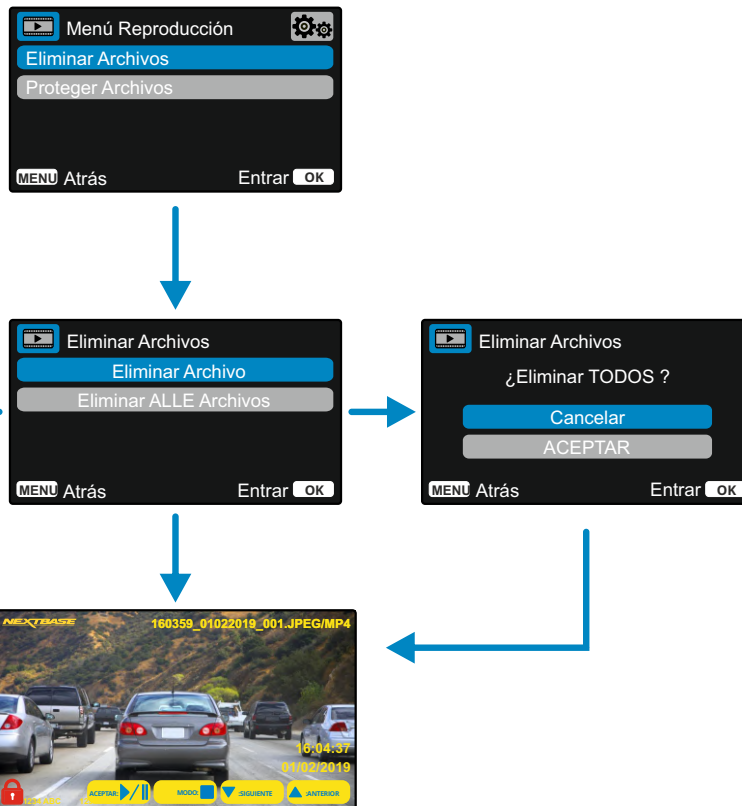 Menú Reproducción
Eliminar Archivos
Proteger Archivos
MENU Atrás Entrar OK
Eliminar Archivos
Eliminar Archivo
Eliminar ALLE Archivos
MENU Atrás Entrar OK
Eliminar Archivos
¿Eliminar TODOS ?
Cancelar
ACEPTAR
MENU Atrás Entrar OK
NEXTBASE 160359_01022019_001.JPEG/MP4
16:04:37
01/02/2019
ACEPTAR: MODO: :SIGUIENTE :ANTERIOR